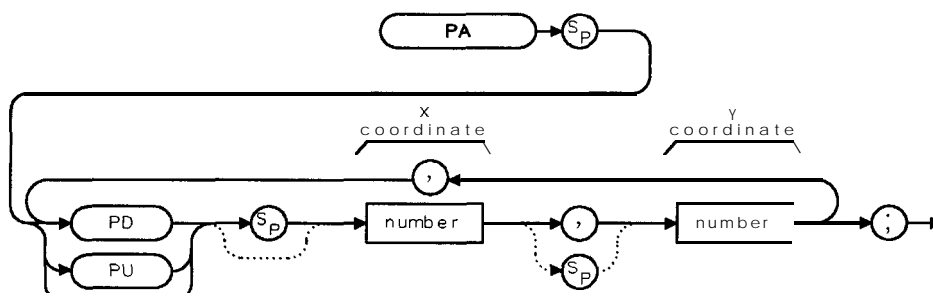 PA SP
X coordinate
Y coordinate
,
PD SP number , number ;
PU SP